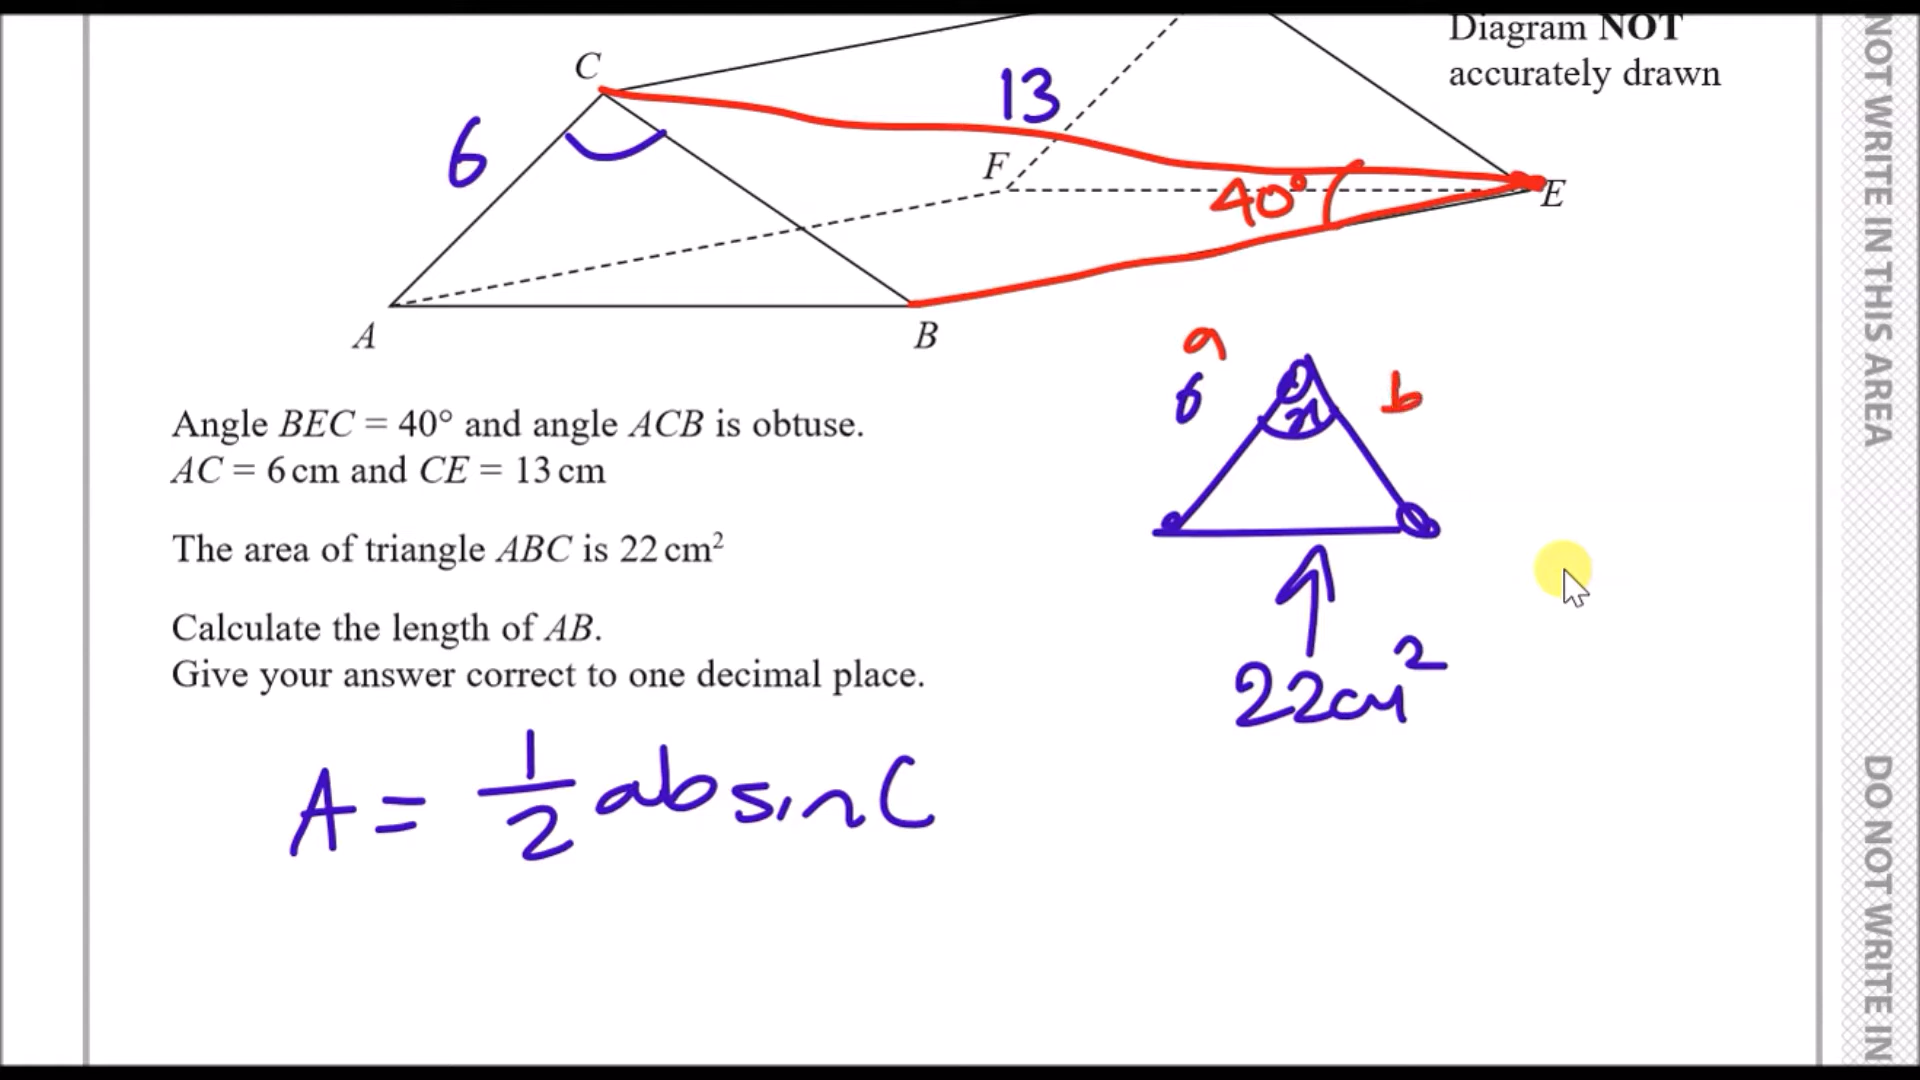 Diagram NOT
accurately drawn
C
13
6
F
40°
E
A
B
a
6
b
x
Angle BEC = 40° and angle ACB is obtuse.
AC = 6 cm and CE = 13 cm
The area of triangle ABC is 22 cm²
Calculate the length of AB.
22cm²
Give your answer correct to one decimal place.
A = 1/2 ab sin C
NOT WRITE IN THIS AREA
DO NOT WRITE IN